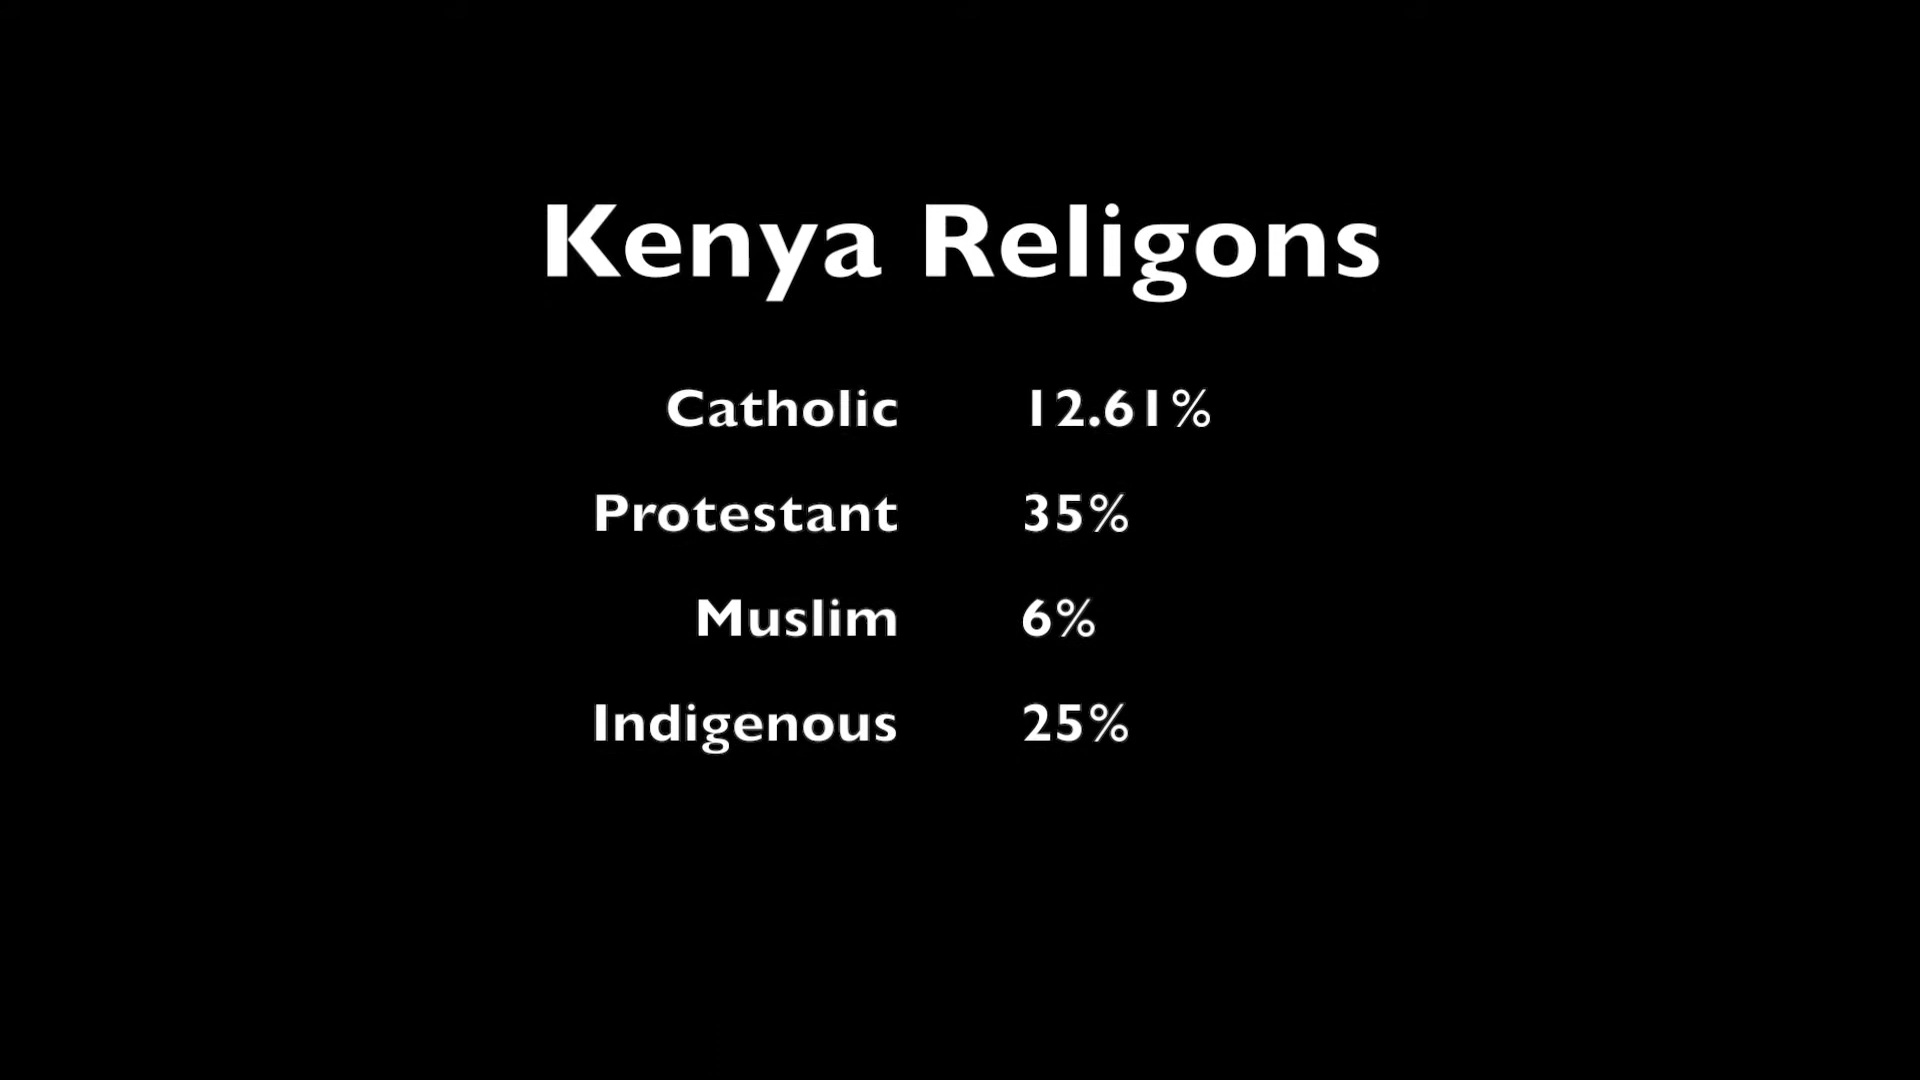 Kenya Religons
Catholic 12.61%
Protestant 35%
Muslim 6%
Indigenous 25%